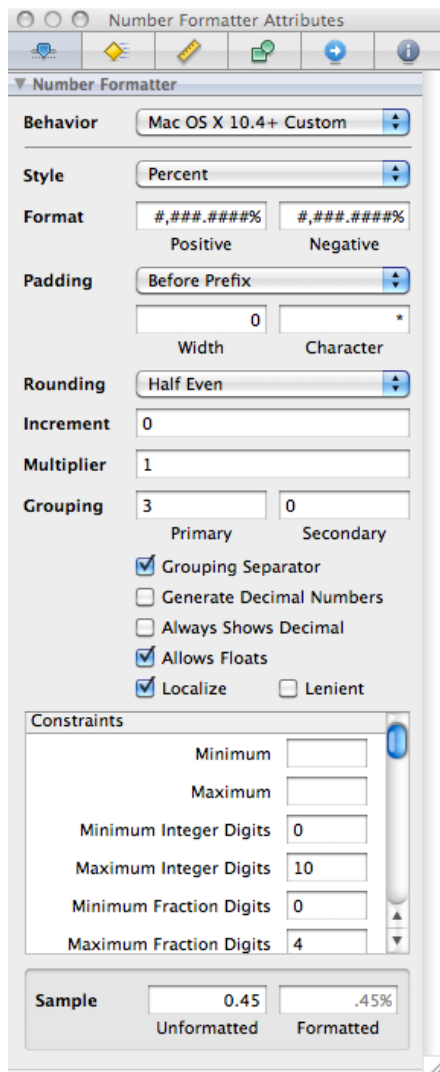 Number Formatter Attributes
Number Formatter
Behavior Mac OS X 10.4+ Custom
Style Percent
Format #,###.####% #,###.####%
Positive Negative
Padding Before Prefix
0 *
Width Character
Rounding Half Even
Increment 0
Multiplier 1
Grouping 3 0
Primary Secondary
Grouping Separator
Generate Decimal Numbers
Always Shows Decimal
Allows Floats
Localize Lenient
Constraints
Minimum
Maximum
Minimum Integer Digits 0
Maximum Integer Digits 10
Minimum Fraction Digits 0
Maximum Fraction Digits 4
Sample 0.45 .45%
Unformatted Formatted